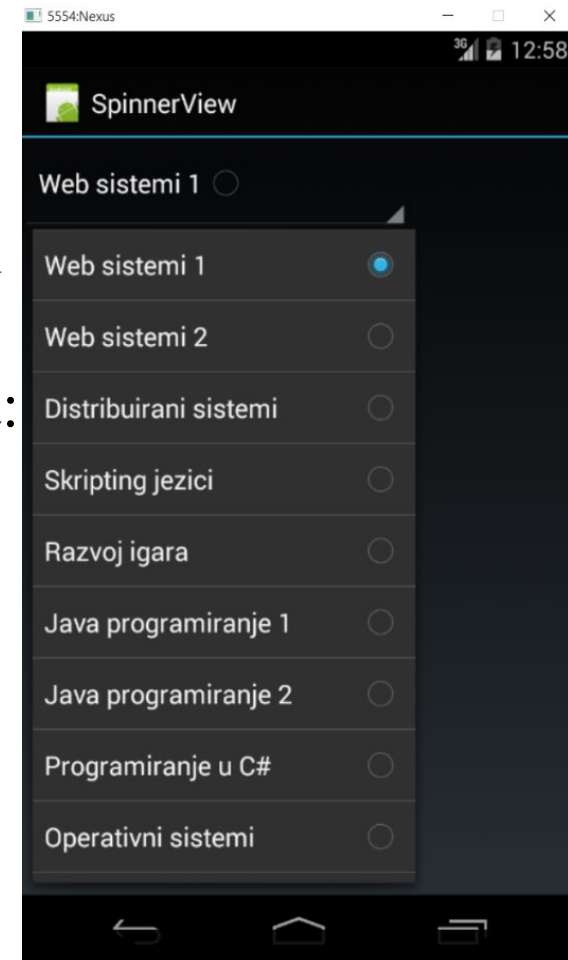 5554:Nexus
3G 12:58
SpinnerView
Web sistemi 1
Web sistemi 1
Web sistemi 2
Distribuirani sistemi
Skripting jezici
Razvoj igara
Java programiranje 1
Java programiranje 2
Programiranje u C#
Operativni sistemi